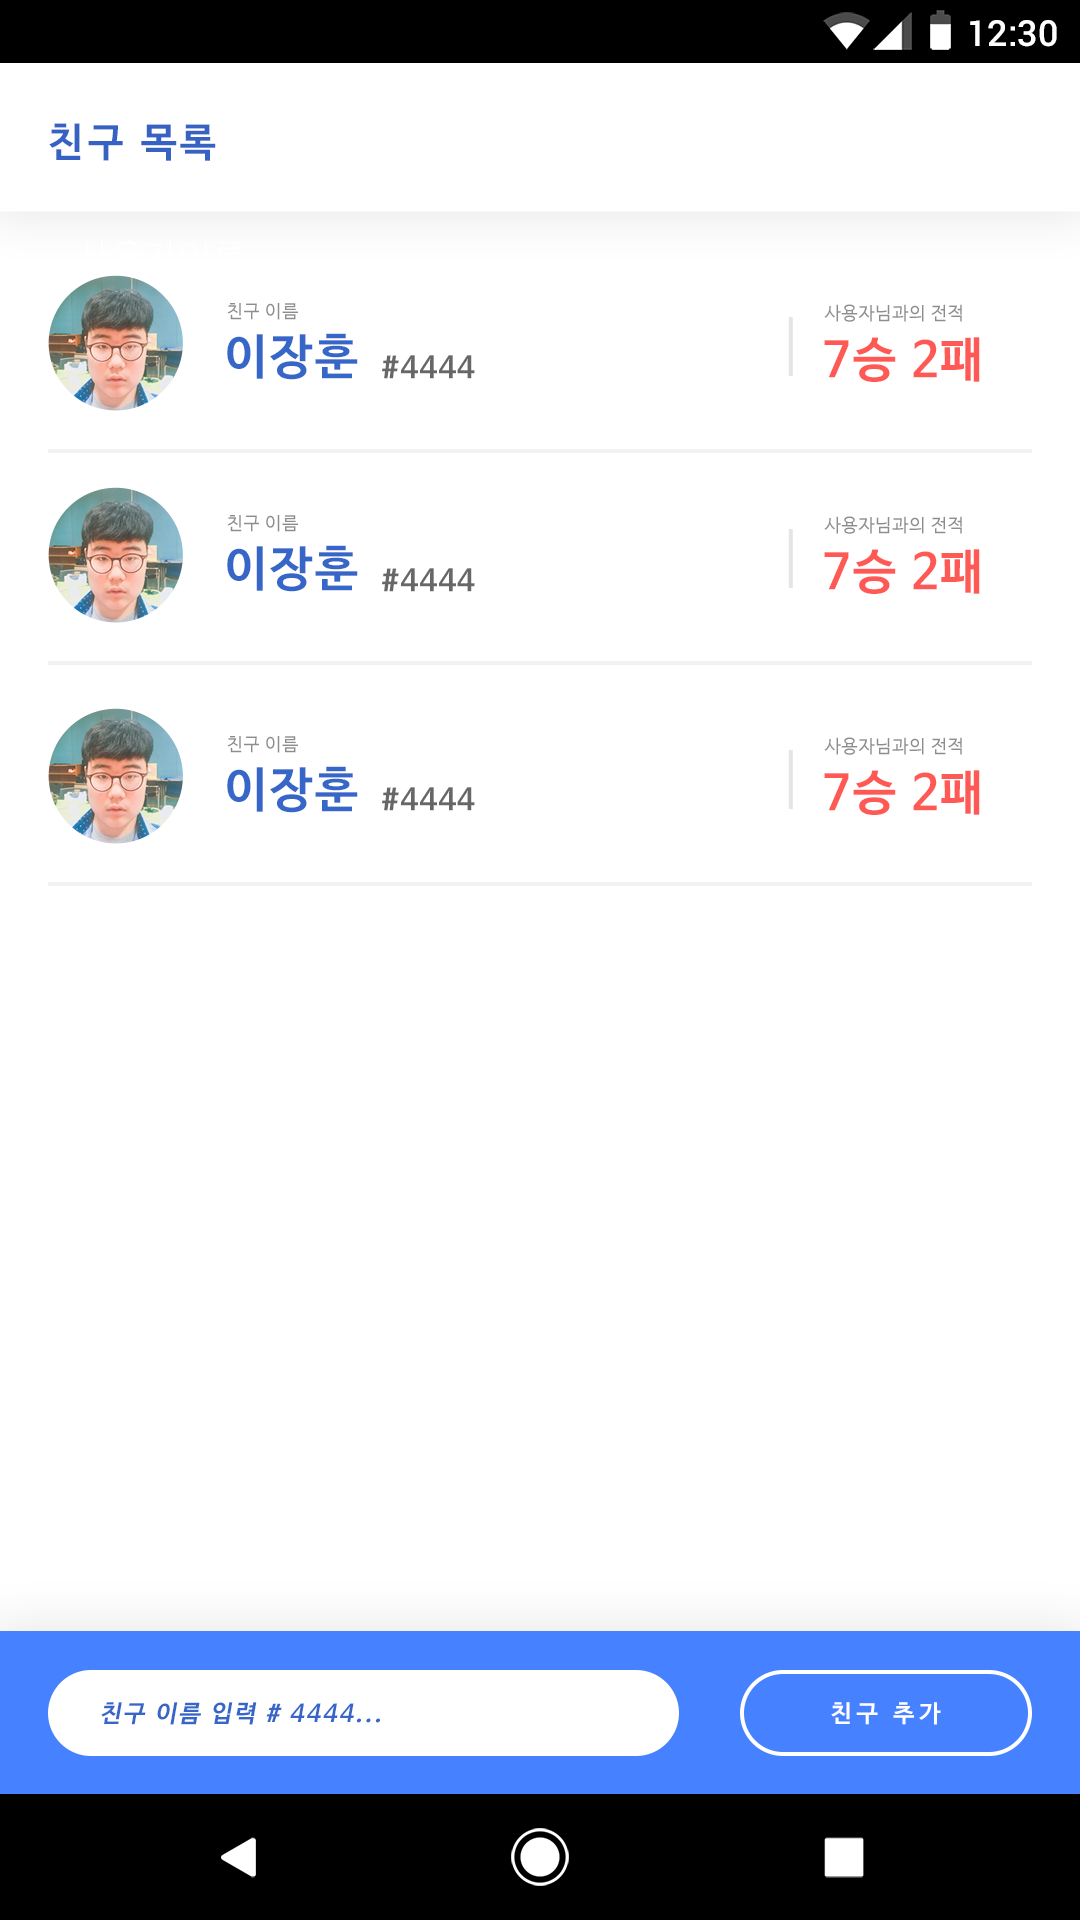 12:30
친구 목록
친구 이름
이장훈 #4444
사용자님과의 전적
7승 2패
친구 이름
이장훈 #4444
사용자님과의 전적
7승 2패
친구 이름
이장훈 #4444
사용자님과의 전적
7승 2패
친구 이름 입력 # 4444...
친구 추가